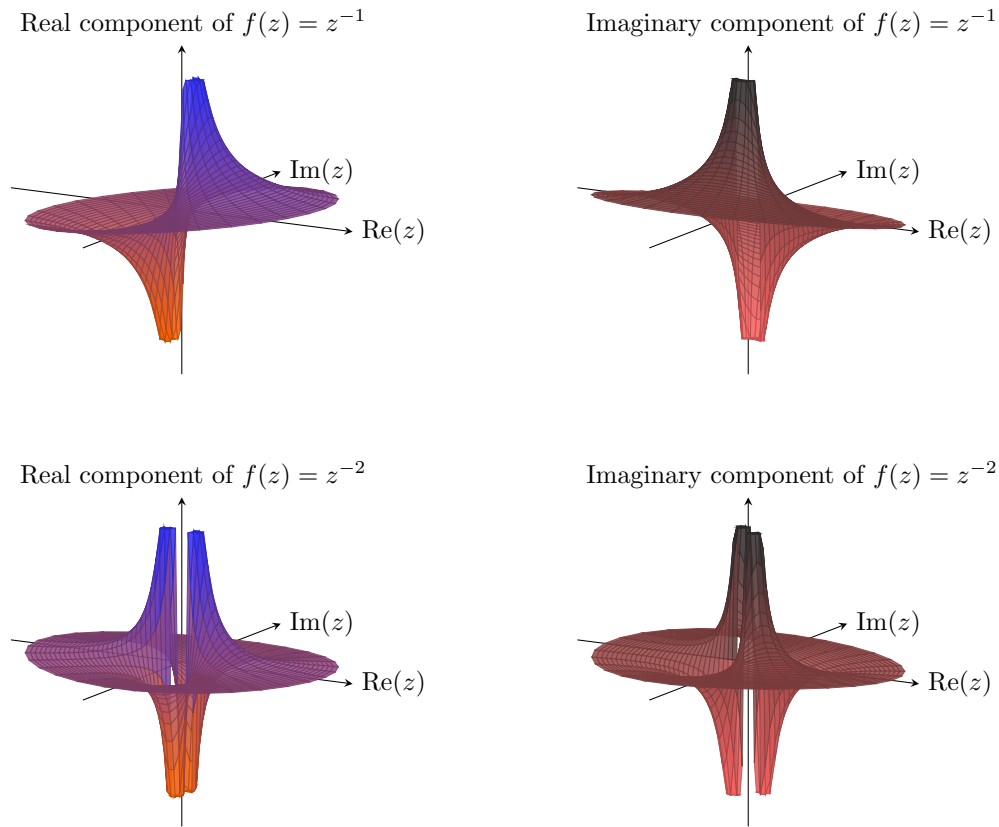 Real component of $f(z) = z^{-1}$
Imaginary component of $f(z) = z^{-1}$
Im(z)
Im(z)
Re(z)
Re(z)
Real component of $f(z) = z^{-2}$
Imaginary component of $f(z) = z^{-2}$
Im(z)
Im(z)
Re(z)
Re(z)